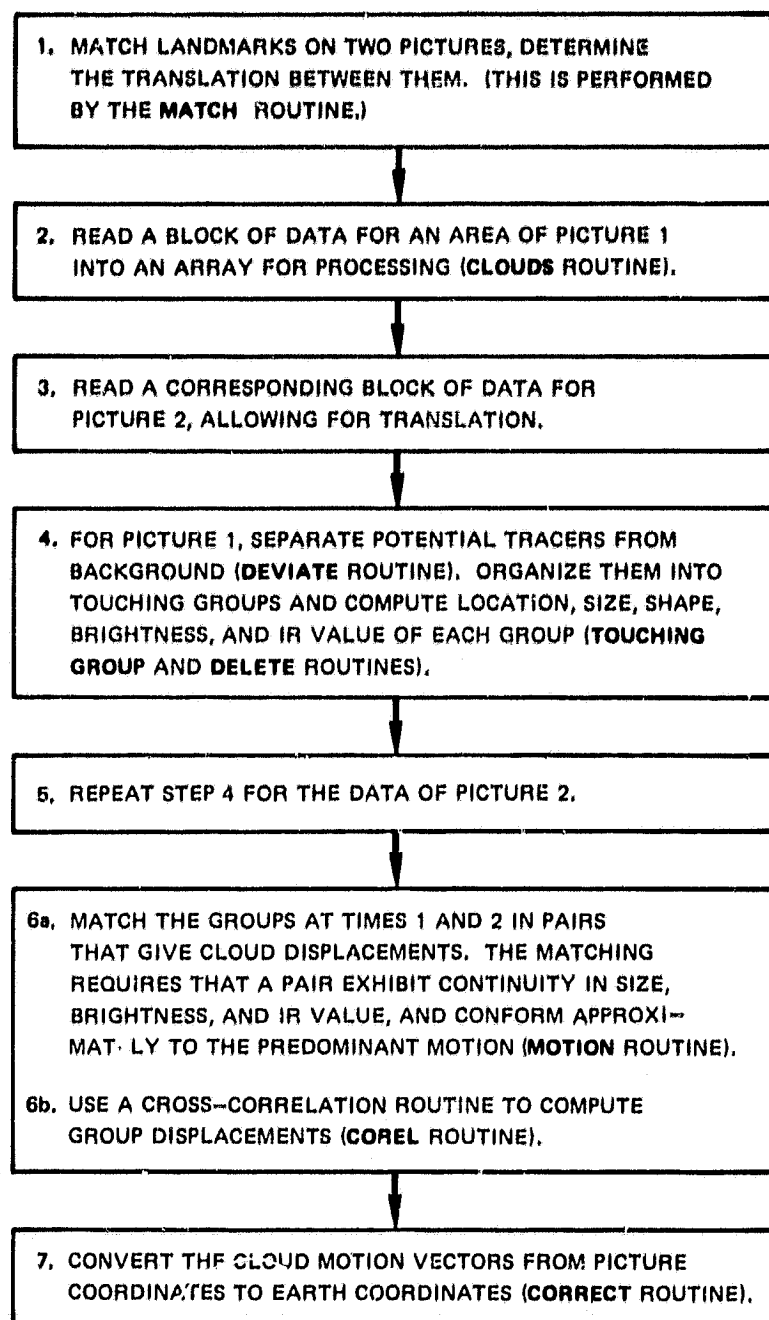 1. MATCH LANDMARKS ON TWO PICTURES, DETERMINE
THE TRANSLATION BETWEEN THEM. (THIS IS PERFORMED
BY THE MATCH ROUTINE.)
2. READ A BLOCK OF DATA FOR AN AREA OF PICTURE 1
INTO AN ARRAY FOR PROCESSING (CLOUDS ROUTINE).
3. READ A CORRESPONDING BLOCK OF DATA FOR
PICTURE 2, ALLOWING FOR TRANSLATION.
4. FOR PICTURE 1, SEPARATE POTENTIAL TRACERS FROM
BACKGROUND (DEVIATE ROUTINE). ORGANIZE THEM INTO
TOUCHING GROUPS AND COMPUTE LOCATION, SIZE, SHAPE,
BRIGHTNESS, AND IR VALUE OF EACH GROUP (TOUCHING
GROUP AND DELETE ROUTINES).
5. REPEAT STEP 4 FOR THE DATA OF PICTURE 2.
6a. MATCH THE GROUPS AT TIMES 1 AND 2 IN PAIRS
THAT GIVE CLOUD DISPLACEMENTS. THE MATCHING
REQUIRES THAT A PAIR EXHIBIT CONTINUITY IN SIZE,
BRIGHTNESS, AND IR VALUE, AND CONFORM APPROXI-
MAT LY TO THE PREDOMINANT MOTION (MOTION ROUTINE).
6b. USE A CROSS-CORRELATION ROUTINE TO COMPUTE
GROUP DISPLACEMENTS (COREL ROUTINE).
7. CONVERT THE CLOUD MOTION VECTORS FROM PICTURE
COORDINATES TO EARTH COORDINATES (CORRECT ROUTINE).